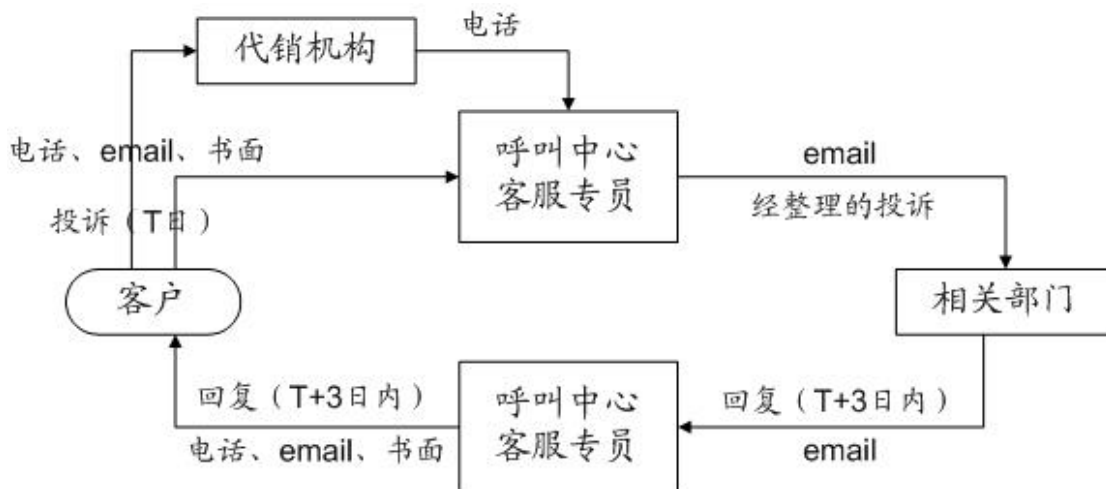 代销机构
电话
电话、email、书面
投诉（T日）
呼叫中心
客服专员
email
经整理的投诉
客户
相关部门
回复（T+3日内）
电话、email、书面
呼叫中心
客服专员
回复（T+3日内）
email